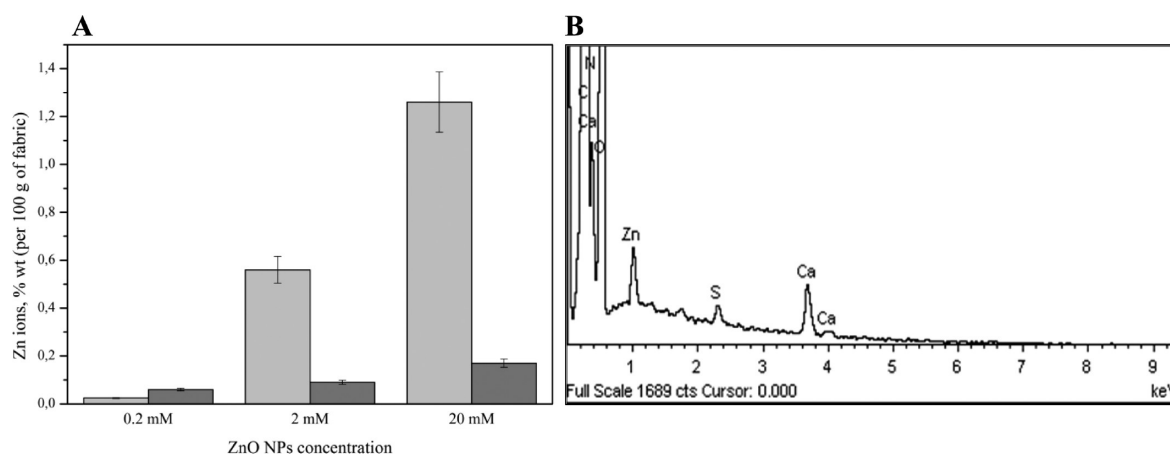 A
Zn ions, % wt (per 100 g of fabric)
1,4
1,2
1,0
0,8
0,6
0,4
0,2
0,0
0.2 mM
2 mM
20 mM
ZnO NPs concentration
B
N
C
Ca
O
Zn
S
Ca
Ca
1
2
3
4
5
6
7
8
9
Full Scale 1689 cts Cursor: 0.000
keV